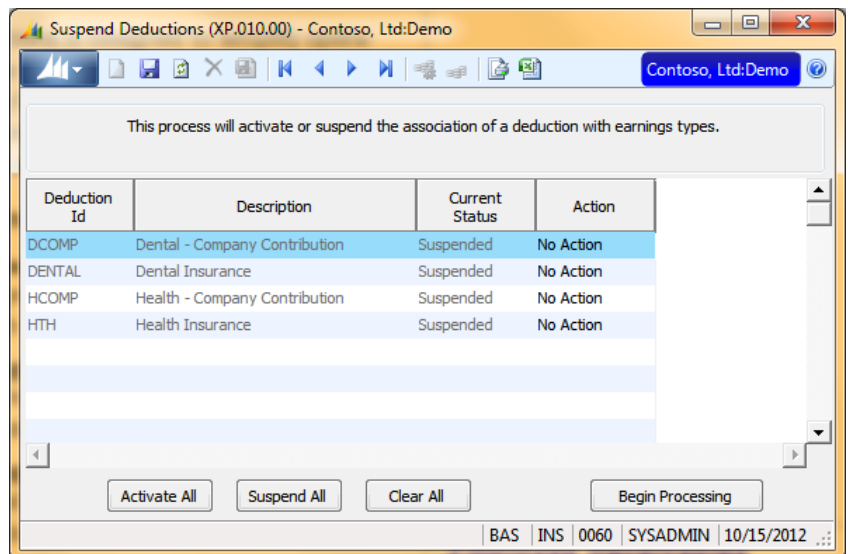 Suspend Deductions (XP.010.00) - Contoso, Ltd:Demo
Contoso, Ltd:Demo
This process will activate or suspend the association of a deduction with earnings types.
Deduction Id Description Current Status Action
DCOMP Dental - Company Contribution Suspended No Action
DENTAL Dental Insurance Suspended No Action
HCOMP Health - Company Contribution Suspended No Action
HTH Health Insurance Suspended No Action
Activate All Suspend All Clear All Begin Processing
BAS INS 0060 SYSADMIN 10/15/2012